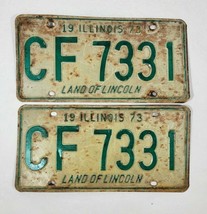 19 ILLINOIS 73
CF 7331
LAND OF LINCOLN
19 ILLINOIS 73
CF 7331
LAND OF LINCOLN